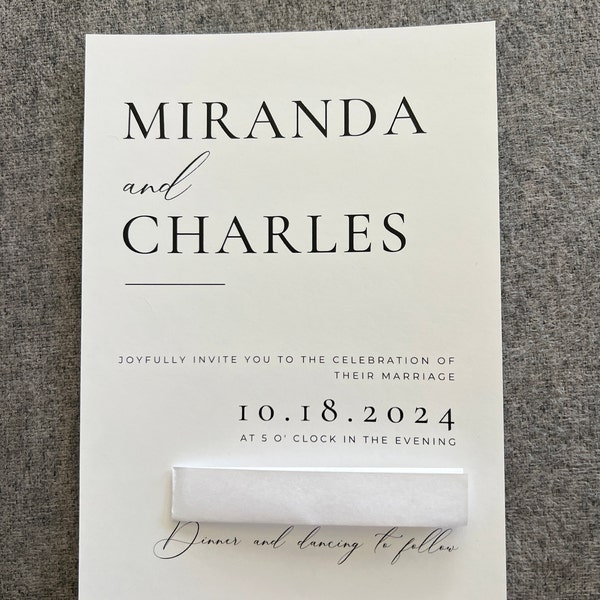 MIRANDA
and
CHARLES
JOYFULLY INVITE YOU TO THE CELEBRATION OF
THEIR MARRIAGE
10.18.2024
AT 5 O' CLOCK IN THE EVENING
Dinner and dancing to follow